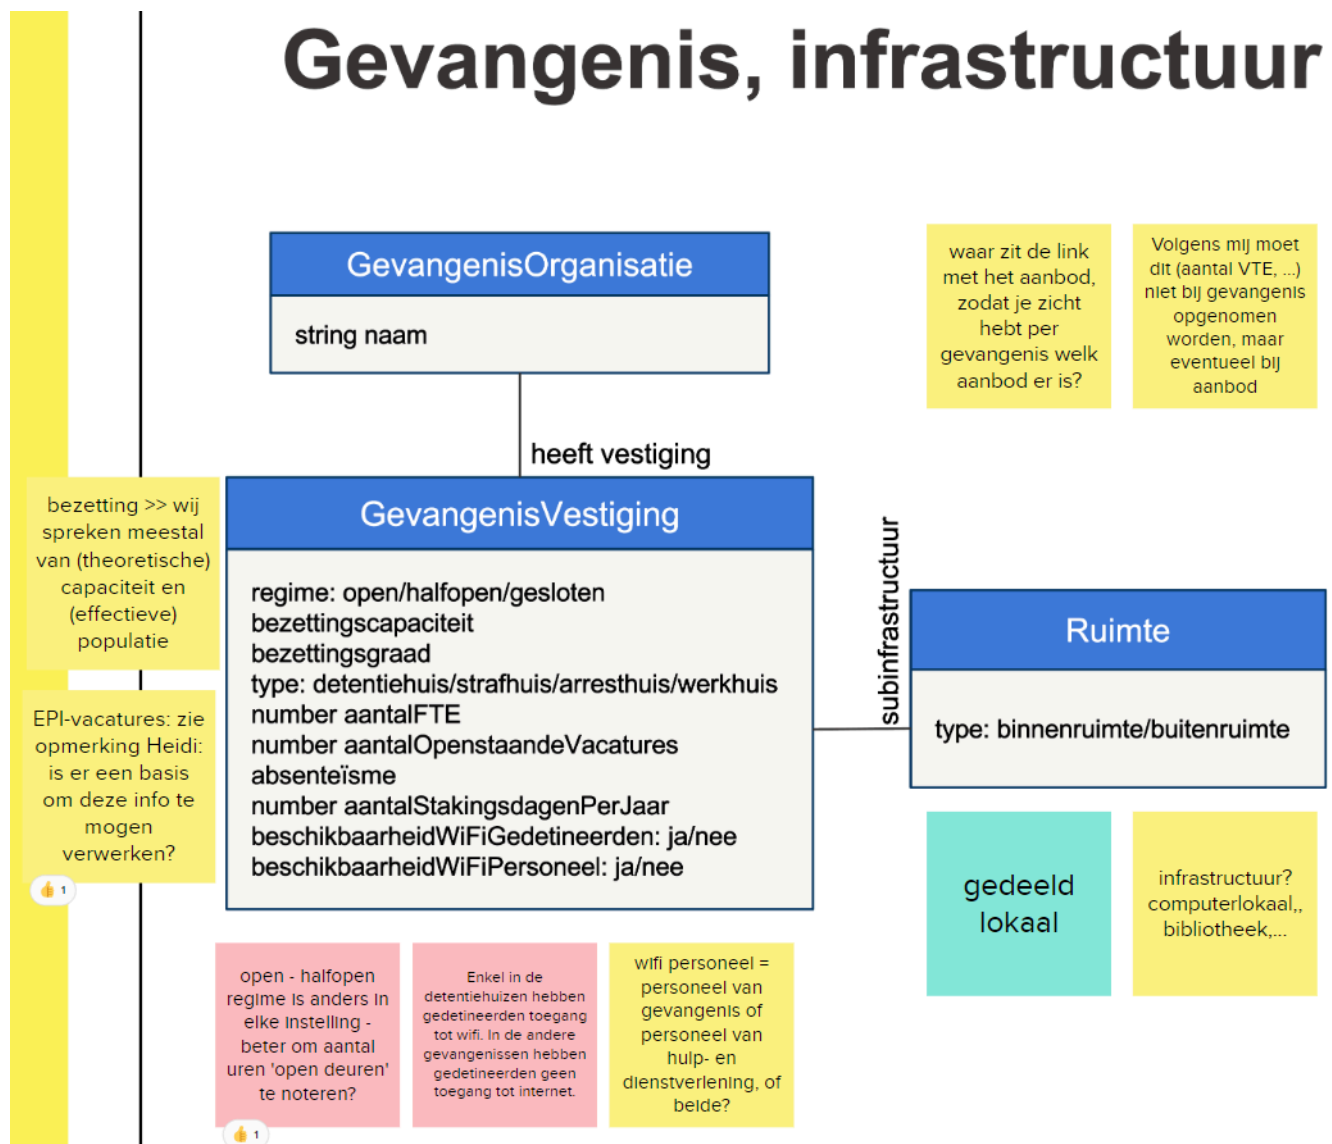 Gevangenis, infrastructuur
GevangenisOrganisatie
string naam
waar zit de link
met het aanbod,
zodat je zicht
hebt per
gevangenis welk
aanbod er is?
Volgens mij moet
dit (aantal VTE, ...)
niet bij gevangenis
opgenomen
worden, maar
eventueel bij
aanbod
heeft vestiging
bezetting >> wij
spreken meestal
van (theoretische)
capaciteit en
(effectieve)
populatie
GevangenisVestiging
regime: open/halfopen/gesloten
bezettingscapaciteit
bezettingsgraad
type: detentiehuis/strafhuis/arresthuis/werkhuis
number aantalFTE
number aantalOpenstaandeVacatures
absenteïsme
number aantalStakingsdagenPerJaar
beschikbaarheidWiFiGedetineerden: ja/nee
beschikbaarheidWiFiPersoneel: ja/nee
subinfrastructuur
Ruimte
type: binnenruimte/buitenruimte
EPI-vacatures: zie
opmerking Heidi:
is er een basis
om deze info te
mogen
verwerken?
1
gedeeld
lokaal
infrastructuur?
computerlokaal,,
bibliotheek,...
open - halfopen
regime is anders in
elke instelling -
beter om aantal
uren 'open deuren'
te noteren?
1
Enkel in de
detentiehuizen hebben
gedetineerden toegang
tot wifi. In de andere
gevangenissen hebben
gedetineerden geen
toegang tot internet.
wifi personeel =
personeel van
gevangenis of
personeel van
hulp- en
dienstverlening, of
beide?